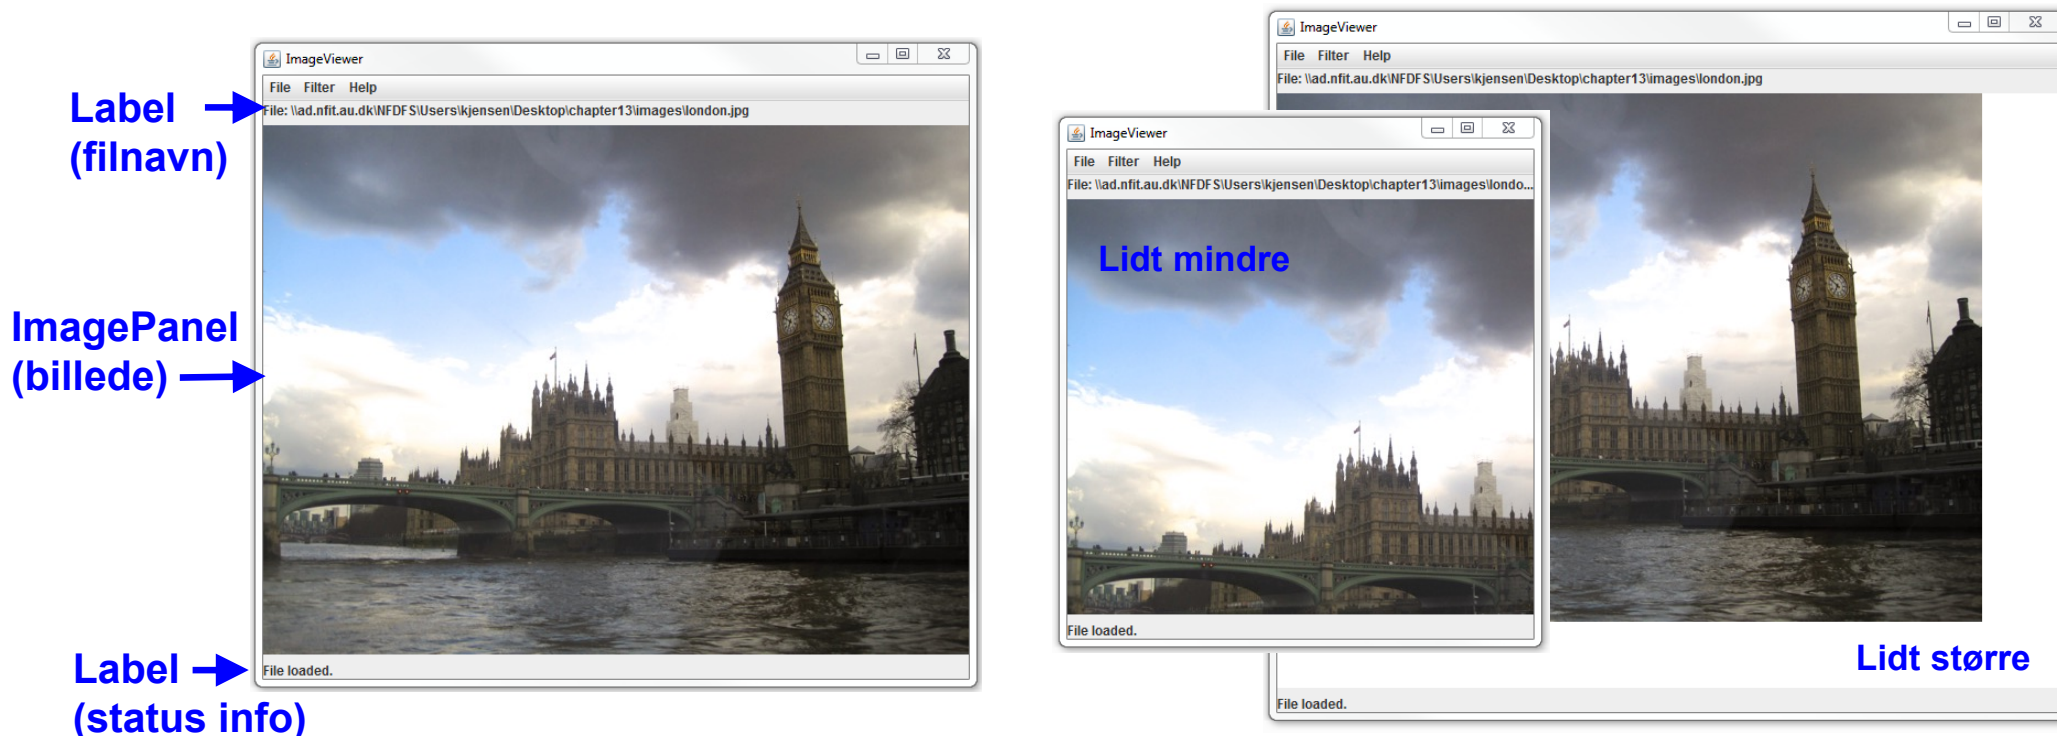 Label
(filnavn)
ImagePanel
(billede)
Label
(status info)
ImageViewer
File Filter Help
File: \\ad.nfit.au.dk\NFDFS\Users\kjensen\Desktop\chapter13\images\london.jpg
File loaded.
ImageViewer
File Filter Help
File: \\ad.nfit.au.dk\NFDFS\Users\kjensen\Desktop\chapter13\images\londo...
Lidt mindre
File loaded.
ImageViewer
File Filter Help
File: \\ad.nfit.au.dk\NFDFS\Users\kjensen\Desktop\chapter13\images\london.jpg
Lidt større
File loaded.